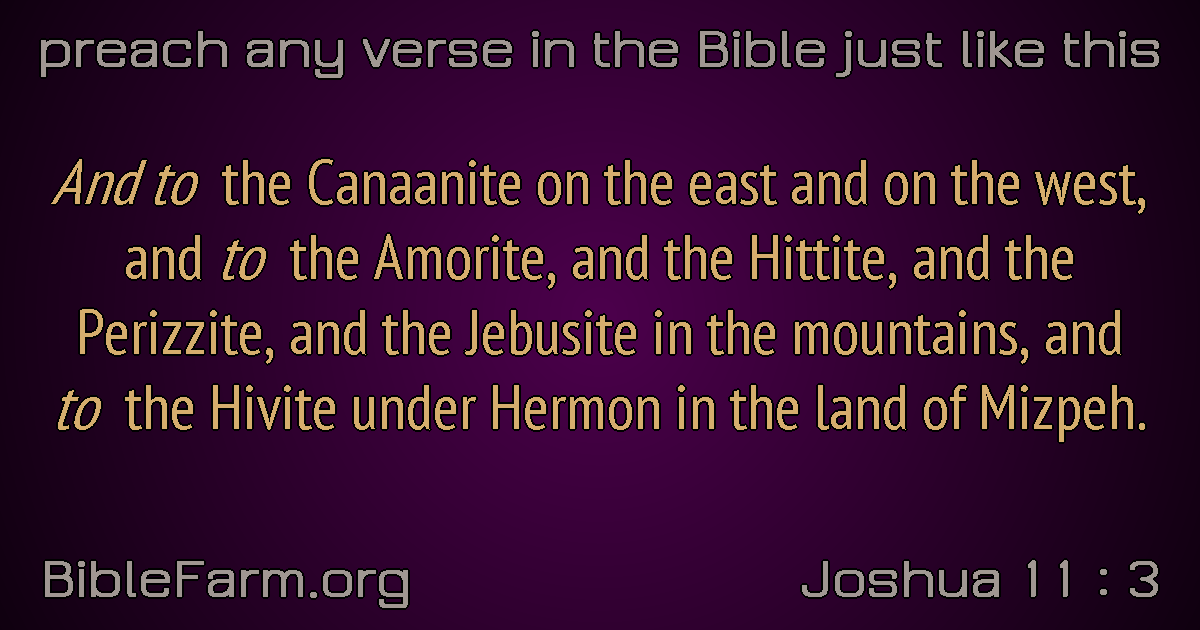 preach any verse in the Bible just like this
And to the Canaanite on the east and on the west,
and to the Amorite, and the Hittite, and the
Perizzite, and the Jebusite in the mountains, and
to the Hivite under Hermon in the land of Mizpeh.
BibleFarm.org
Joshua 11 : 3